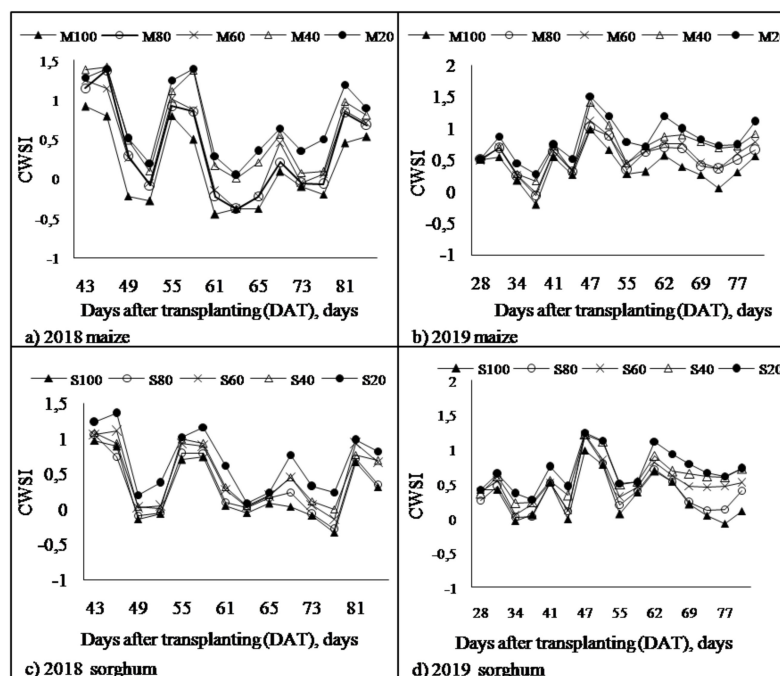 M100 M80 M60 M40 M20
1,5
1
0,5
0
-0,5
-1
CWSI
43 49 55 61 65 73 81
Days after transplanting (DAT), days
a) 2018 maize
M100 M80 M60 M40 M20
2
1,5
1
0,5
0
-0,5
-1
CWSI
28 34 41 47 55 62 69 77
Days after transplanting (DAT), days
b) 2019 maize
S100 S80 S60 S40 S20
1,5
1
0,5
0
-0,5
-1
CWSI
43 49 55 61 65 73 81
Days after transplanting (DAT), days
c) 2018 sorghum
S100 S80 S60 S40 S20
2
1,5
1
0,5
0
-0,5
-1
CWSI
28 34 41 47 55 62 69 77
Days after transplanting (DAT), days
d) 2019 sorghum